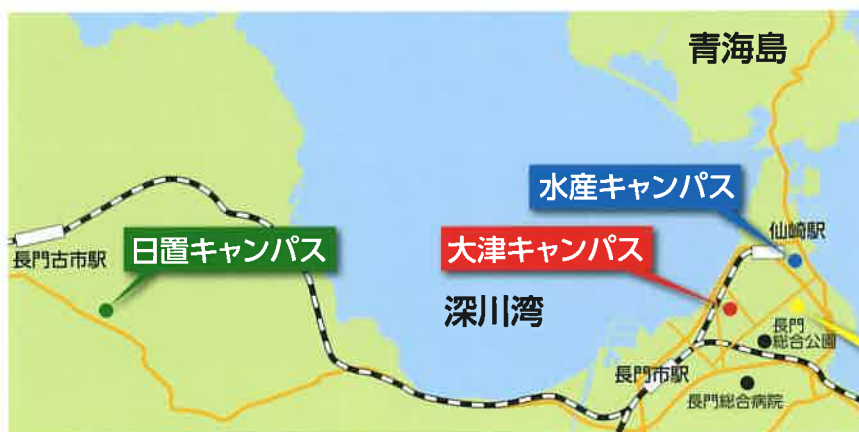 青海島
水産キャンパス
仙崎駅
長門古市駅
日置キャンパス
大津キャンパス
深川湾
長門
総合公園
長門市駅
長門総合病院